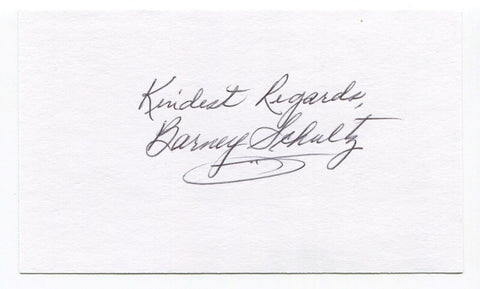 Kindest Regards,
Barney Schultz